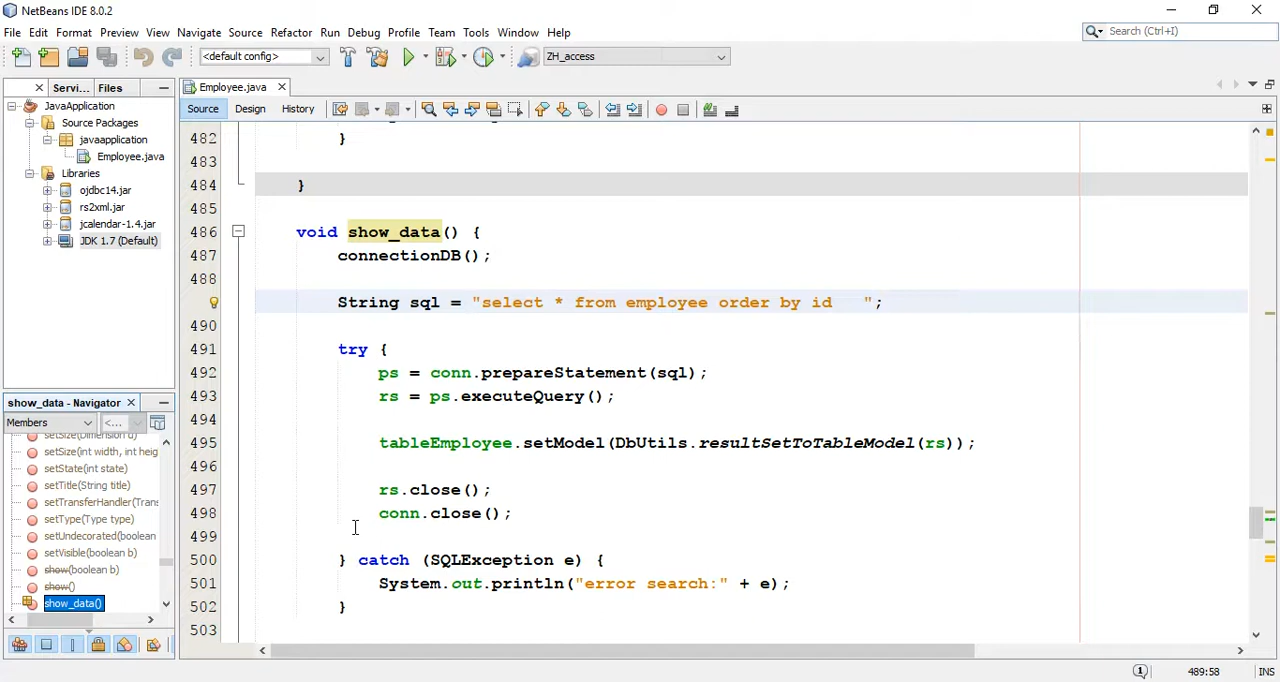 NetBeans IDE 8.0.2
File Edit Format Preview View Navigate Source Refactor Run Debug Profile Team Tools Window Help
Search (Ctrl+I)
<default config>
ZH_access
Servi... Files
Employee.java
JavaApplication
Source Packages
javaapplication
Employee.java
Libraries
ojdbc14.jar
rs2xml.jar
jcalendar-1.4.jar
JDK 1.7 (Default)
Source Design History
482 }
483
484 }
485
486 void show_data() {
487 connectionDB();
488
String sql = "select * from employee order by id   ";
490
491 try {
492 ps = conn.prepareStatement(sql);
493 rs = ps.executeQuery();
494
495 tableEmployee.setModel(DbUtils.resultSetToTableModel(rs));
496
497 rs.close();
498 conn.close();
499
500 } catch (SQLException e) {
501 System.out.println("error search:" + e);
502 }
503
show_data - Navigator
Members
<...
setSize(Dimension d)
setSize(int width, int heig
setState(int state)
setTitle(String title)
setTransferHandler(Trans
setType(Type type)
setUndecorated(boolean
setVisible(boolean b)
show(boolean b)
show()
show_data()
1
489:58
INS